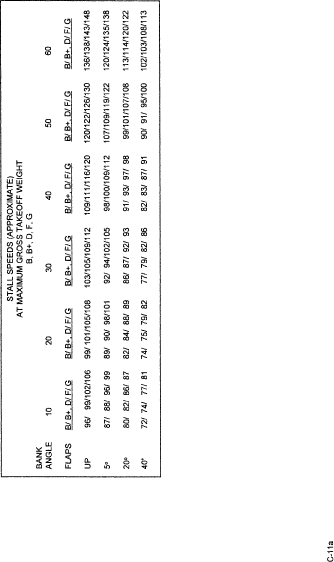 STALL SPEEDS (APPROXIMATE)
AT MAXIMUM GROSS TAKEOFF WEIGHT
B, B+, D, F, G
BANK
ANGLE 10 20 30 40 50 60
FLAPS B/ B+, D/ F/ G B/ B+, D/ F/ G B/ B+, D/ F/ G B/ B+, D/ F/ G B/ B+, D/ F/ G B/ B+, D/ F/ G
UP 96/ 99/102/106 99/ 101/105/108 103/105/109/112 109/111/116/120 120/122/126/130 136/138/143/148
5° 87/ 88/ 96/ 99 89/ 90/ 98/101 92/ 94/102/105 98/100/109/112 107/109/119/122 120/124/135/138
20° 80/ 82/ 86/ 87 82/ 84/ 88/ 89 86/ 87/ 92/ 93 91/ 93/ 97/ 98 99/101/107/108 113/114/120/122
40° 72/ 74/ 77/ 81 74/ 75/ 79/ 82 77/ 79/ 82/ 86 82/ 83/ 87/ 91 90/ 91/ 95/100 102/103/108/113
C-11a